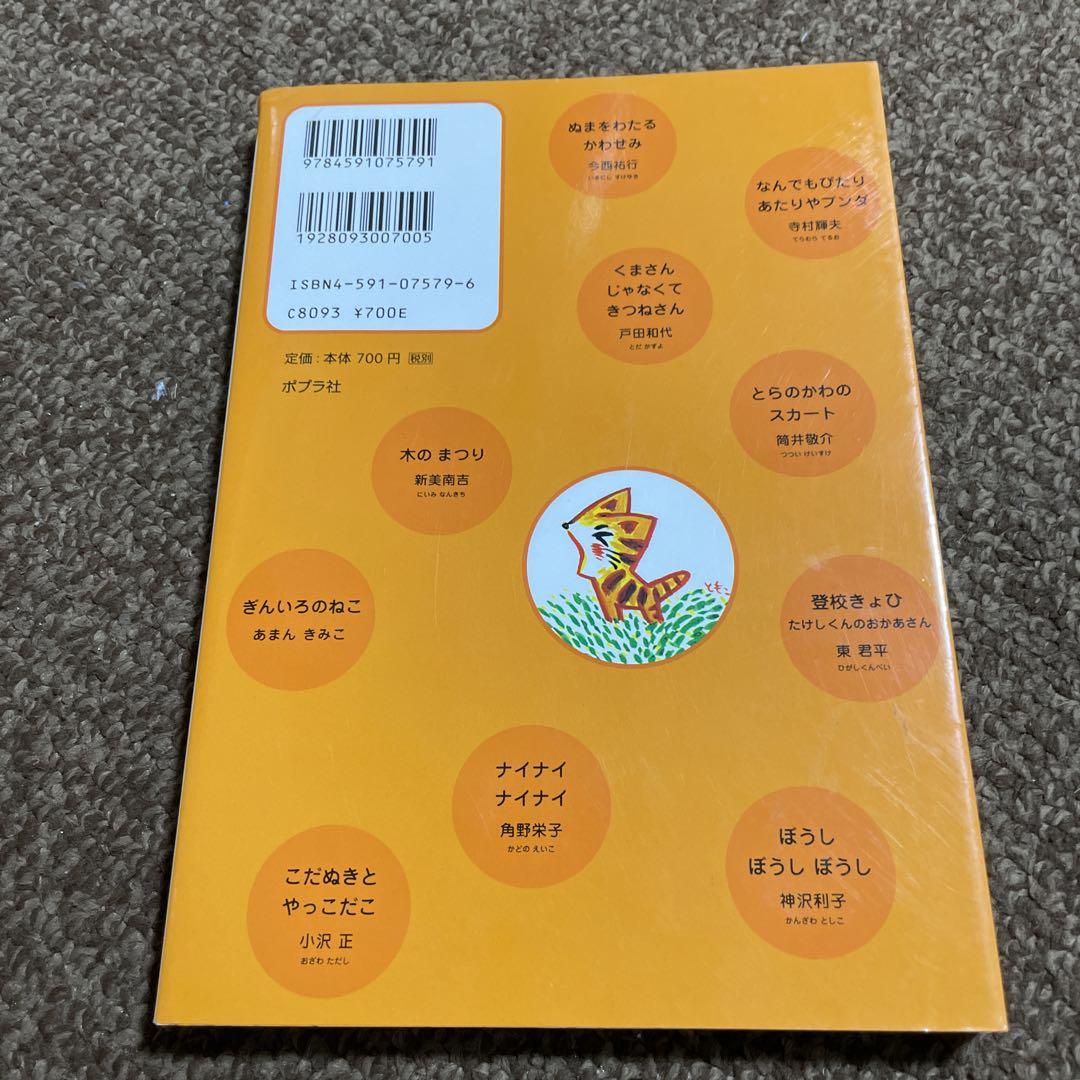 9784591075791
1928093007005
ISBN4-591-07579-6
C8093 ¥700E
定価:本体 700円 税別
ポプラ社
ぬまをわたる
かわせみ
今西祐行
いまにし すけゆき
なんでもぴたり
あたりやプンダ
寺村輝夫
てらむら てるお
くまさん
じゃなくて
きつねさん
戸田和代
とだ かずよ
とらのかわの
スカート
筒井敬介
つつい けいすけ
木の まつり
新美南吉
にいみ なんきち
ぎんいろのねこ
あまん きみこ
とも
登校きょひ
たけしくんのおかあさん
東 君平
ひがしくんぺい
ナイナイ
ナイナイ
角野栄子
かどの えいこ
ぼうし
ぼうし ぼうし
神沢利子
かんざわ としこ
こだぬきと
やっこだこ
小沢 正
おざわ ただし